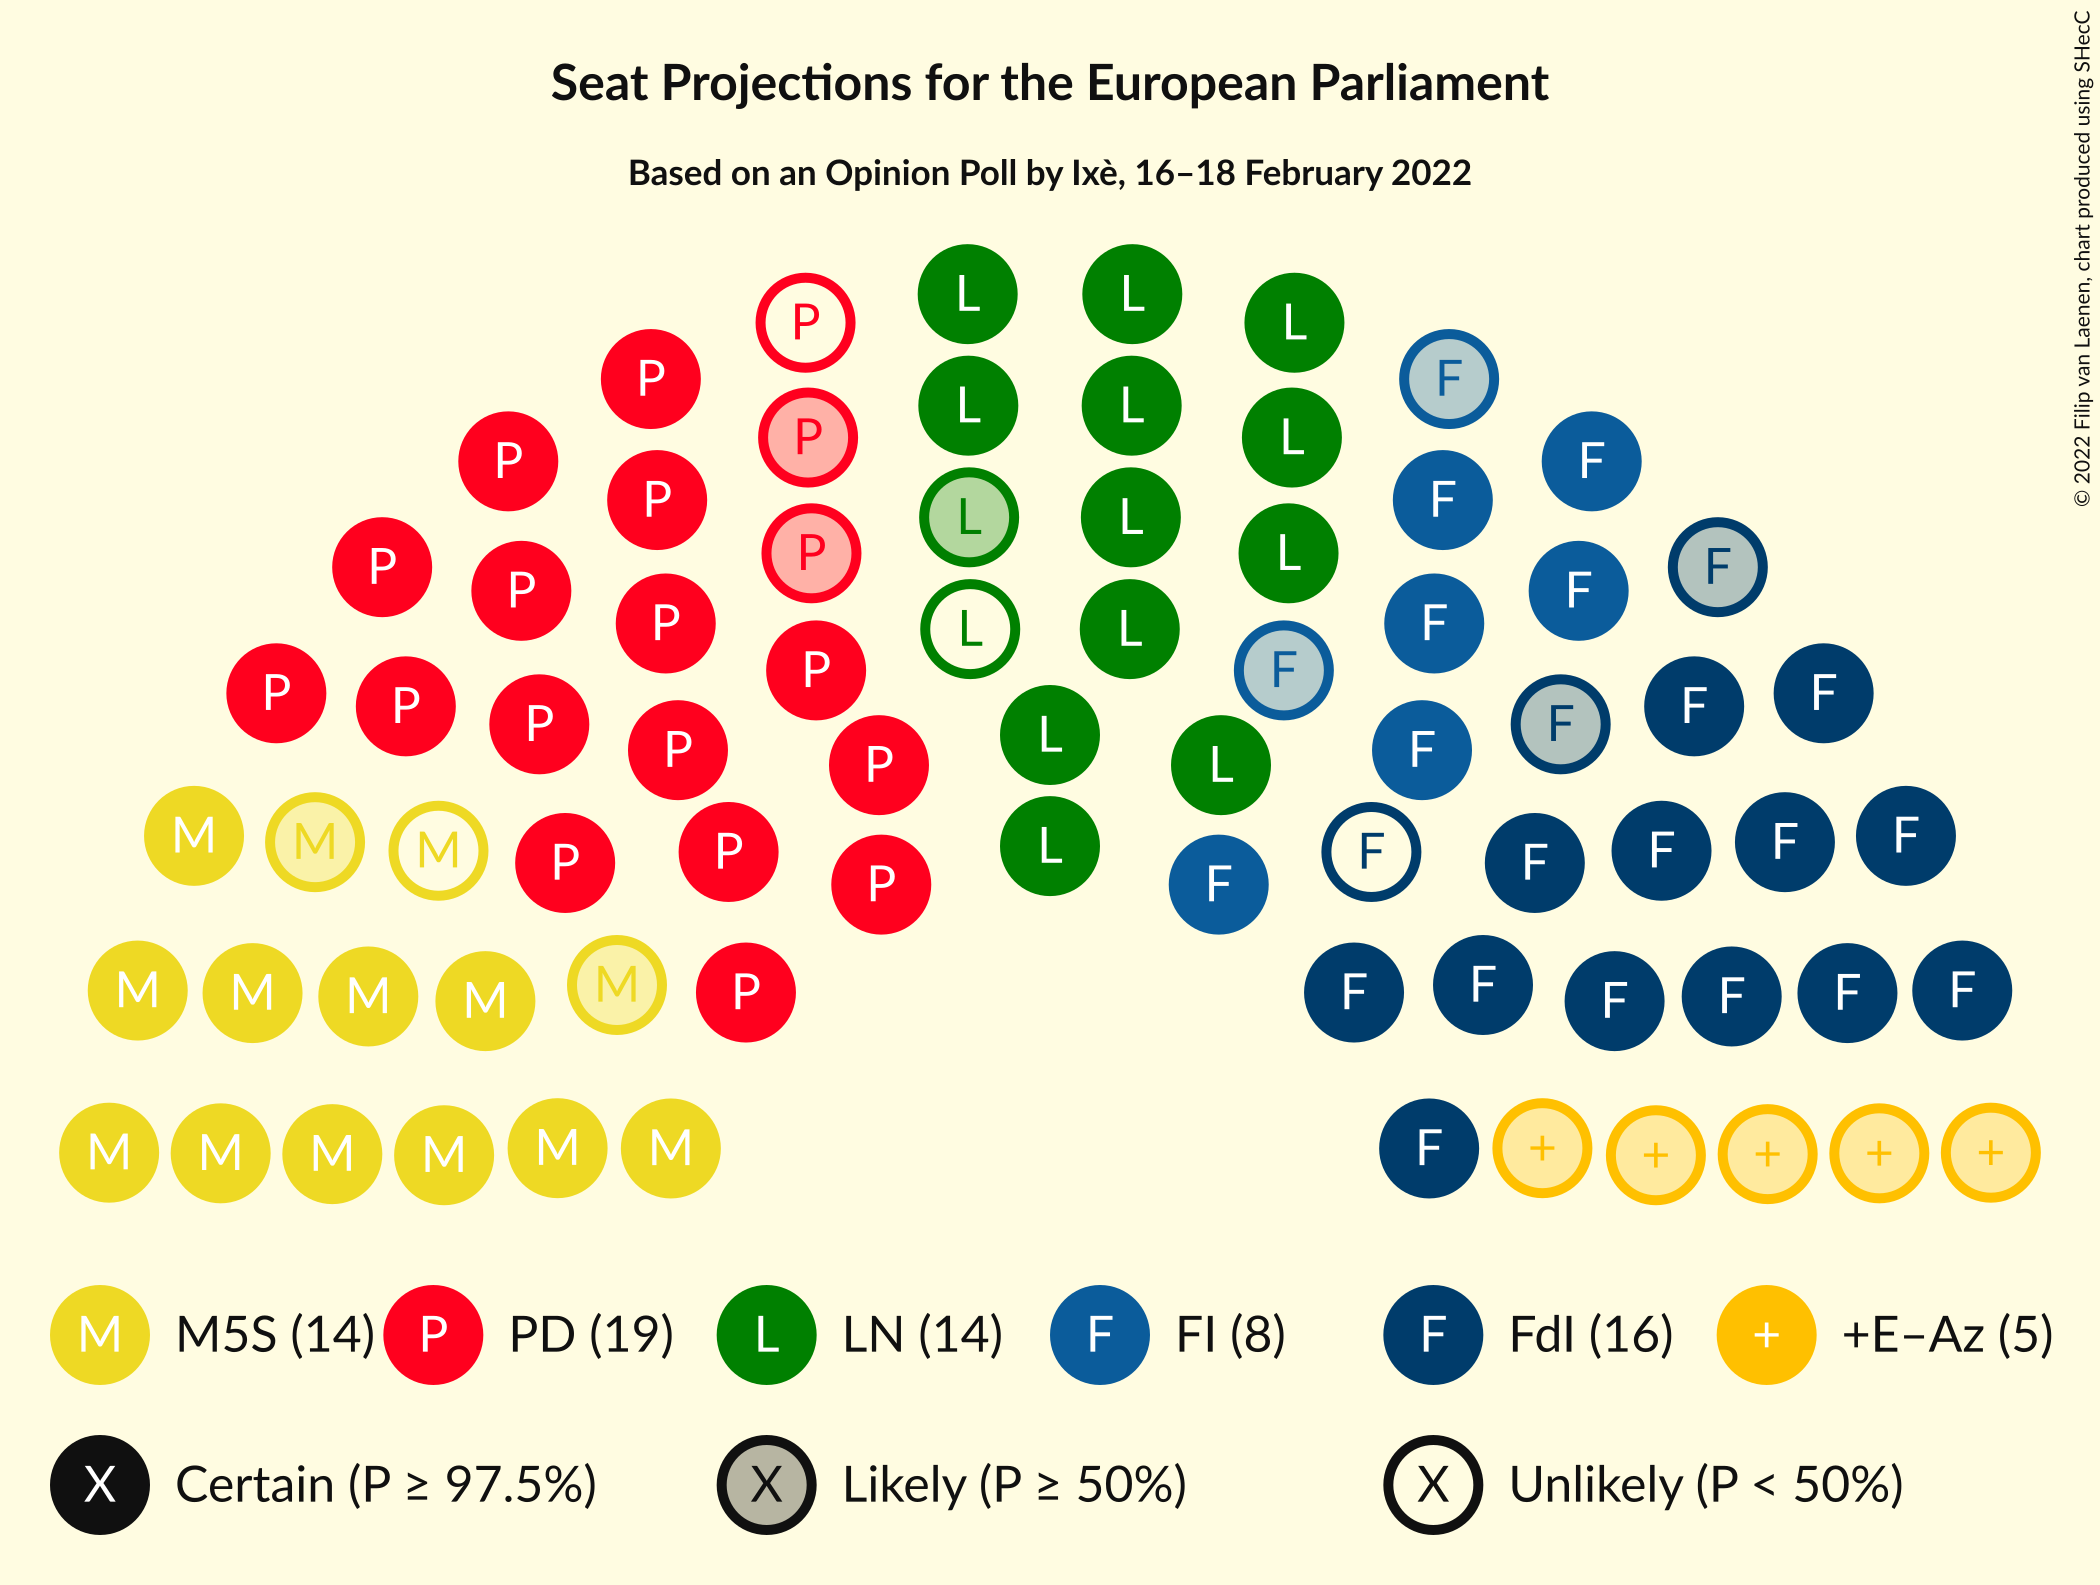 Seat Projections for the European Parliament
Based on an Opinion Poll by Ixè, 16–18 February 2022
© 2022 Filip van Laenen, chart produced using SHecC
L L
P L
P F
L L
P L
P F
P F
L L
P L
P F
P F
P L
P F
L L
P F
P F
P P P P F F F F
L
P L
M M M P P F F F F F
L
P F
M M M M M P F F F F F F
M M M M M M F + + + + +
M M5S (14) P PD (19) L LN (14) F FI (8) F FdI (16) + +E–Az (5)
X Certain (P ≥ 97.5%) X Likely (P ≥ 50%) X Unlikely (P < 50%)